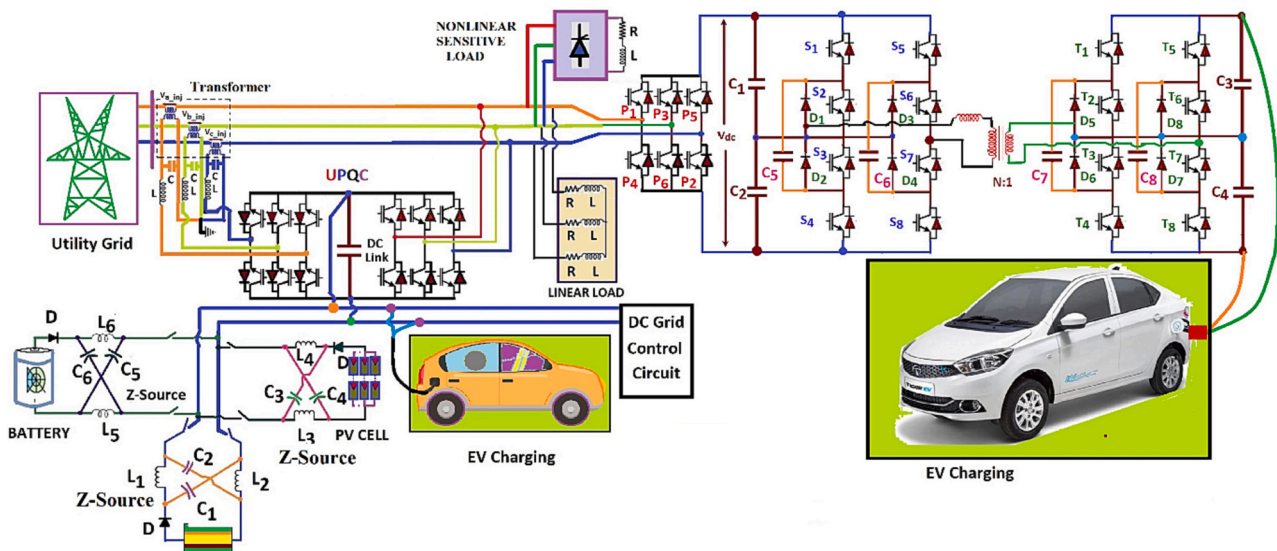 NONLINEAR
SENSITIVE
LOAD
R
L
Transformer
Va_inj
Vb_inj
Vc_inj
C
C
C
L
L
L
Utility Grid
UPQC
DC
Link
P1
P3
P5
P4
P6
P2
R L
R L
R L
LINEAR LOAD
Vdc
C1
C2
S1
S5
S2
S6
D1
D3
S3
S7
C5
D2
C6
D4
S4
S8
N:1
T1
T5
C3
T2
T6
D5
D8
T3
T7
C7
D6
C8
D7
C4
T4
T8
DC Grid
Control
Circuit
D
L6
C6
C5
Z-Source
L5
BATTERY
L4
D
C3
C4
L3
PV CELL
Z-Source
EV Charging
C2
L1
L2
Z-Source
C1
D
TIGOR EV
EV Charging